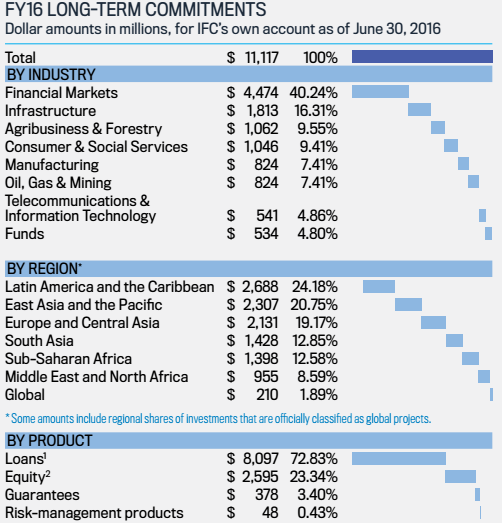 FY16 LONG-TERM COMMITMENTS
Dollar amounts in millions, for IFC's own account as of June 30, 2016
Total $ 11,117 100%
BY INDUSTRY
Financial Markets $ 4,474 40.24%
Infrastructure $ 1,813 16.31%
Agribusiness & Forestry $ 1,062 9.55%
Consumer & Social Services $ 1,046 9.41%
Manufacturing $ 824 7.41%
Oil, Gas & Mining $ 824 7.41%
Telecommunications &
Information Technology $ 541 4.86%
Funds $ 534 4.80%
BY REGION*
Latin America and the Caribbean $ 2,688 24.18%
East Asia and the Pacific $ 2,307 20.75%
Europe and Central Asia $ 2,131 19.17%
South Asia $ 1,428 12.85%
Sub-Saharan Africa $ 1,398 12.58%
Middle East and North Africa $ 955 8.59%
Global $ 210 1.89%
* Some amounts include regional shares of investments that are officially classified as global projects.
BY PRODUCT
Loans¹ $ 8,097 72.83%
Equity² $ 2,595 23.34%
Guarantees $ 378 3.40%
Risk-management products $ 48 0.43%